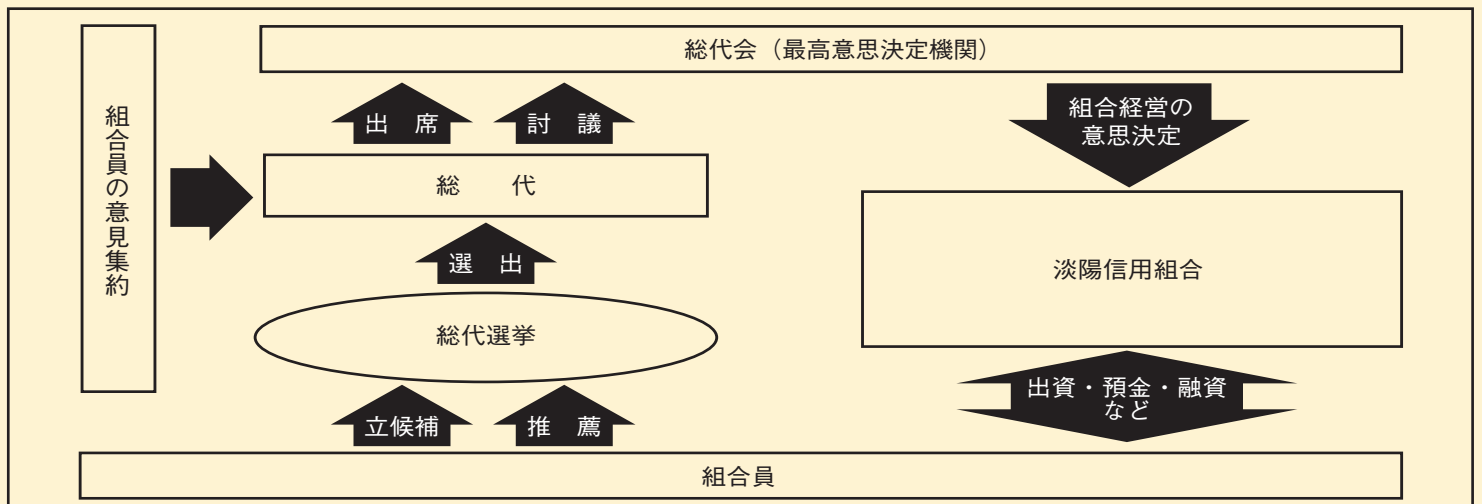 総代会（最高意思決定機関）
組合員の意見集約
出　席
討　議
組合経営の
意思決定
総　　代
選　出
淡陽信用組合
総代選挙
立候補
推　薦
出資・預金・融資
など
組合員